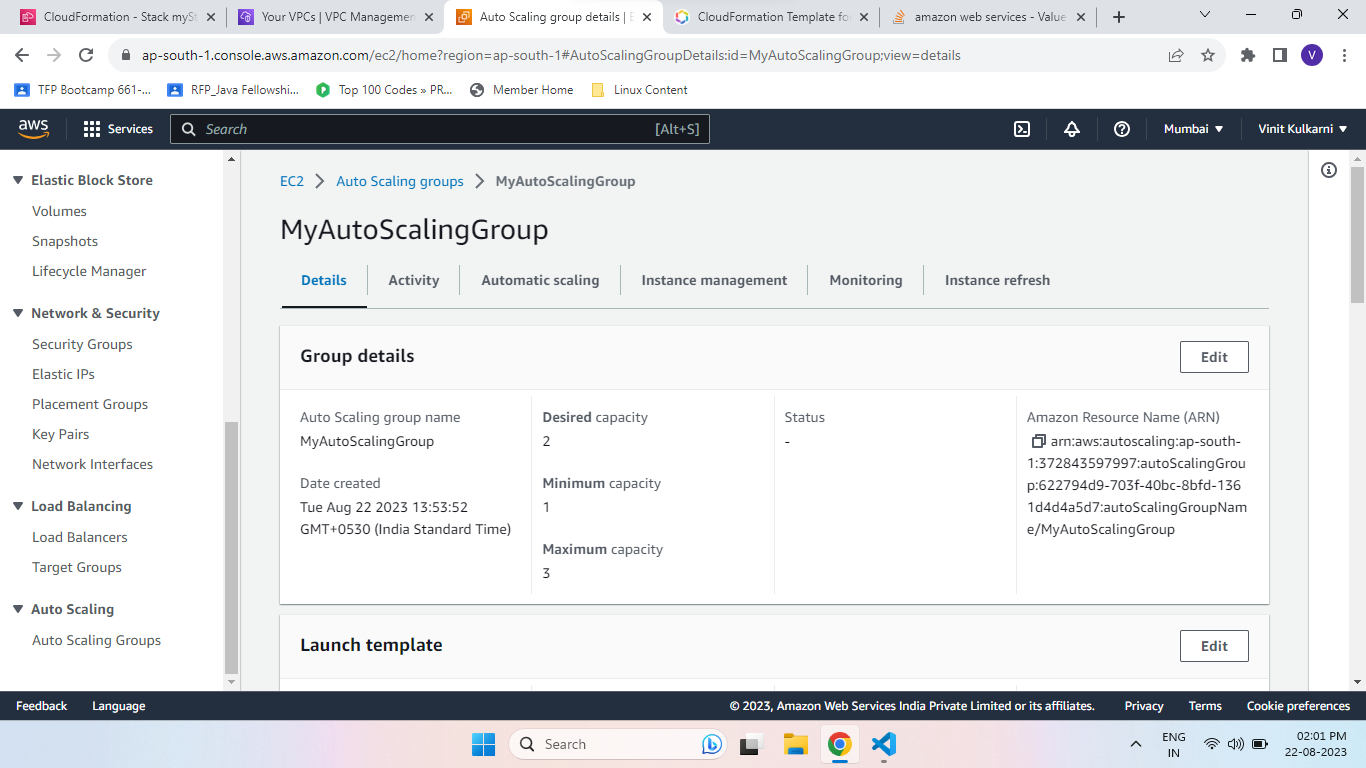 CloudFormation - Stack myS
Your VPCs | VPC Managemen
Auto Scaling group details | E
CloudFormation Template fo
amazon web services - Value
ap-south-1.console.aws.amazon.com/ec2/home?region=ap-south-1#AutoScalingGroupDetails:id=MyAutoScalingGroup;view=details
V
TFP Bootcamp 661-...
RFP_Java Fellowshi...
Top 100 Codes » PR...
Member Home
Linux Content
aws
Services
Search
[Alt+S]
Mumbai
Vinit Kulkarni
Elastic Block Store
Volumes
Snapshots
Lifecycle Manager
Network & Security
Security Groups
Elastic IPs
Placement Groups
Key Pairs
Network Interfaces
Load Balancing
Load Balancers
Target Groups
Auto Scaling
Auto Scaling Groups
EC2
Auto Scaling groups
MyAutoScalingGroup
MyAutoScalingGroup
Details
Activity
Automatic scaling
Instance management
Monitoring
Instance refresh
Group details
Edit
Auto Scaling group name
MyAutoScalingGroup
Date created
Tue Aug 22 2023 13:53:52
GMT+0530 (India Standard Time)
Desired capacity
2
Minimum capacity
1
Maximum capacity
3
Status
-
Amazon Resource Name (ARN)
arn:aws:autoscaling:ap-south-
1:372843597997:autoScalingGrou
p:622794d9-703f-40bc-8bfd-136
1d4d4a5d7:autoScalingGroupNam
e/MyAutoScalingGroup
Launch template
Edit
Feedback
Language
© 2023, Amazon Web Services India Private Limited or its affiliates.
Privacy
Terms
Cookie preferences
Search
ENG
IN
02:01 PM
22-08-2023